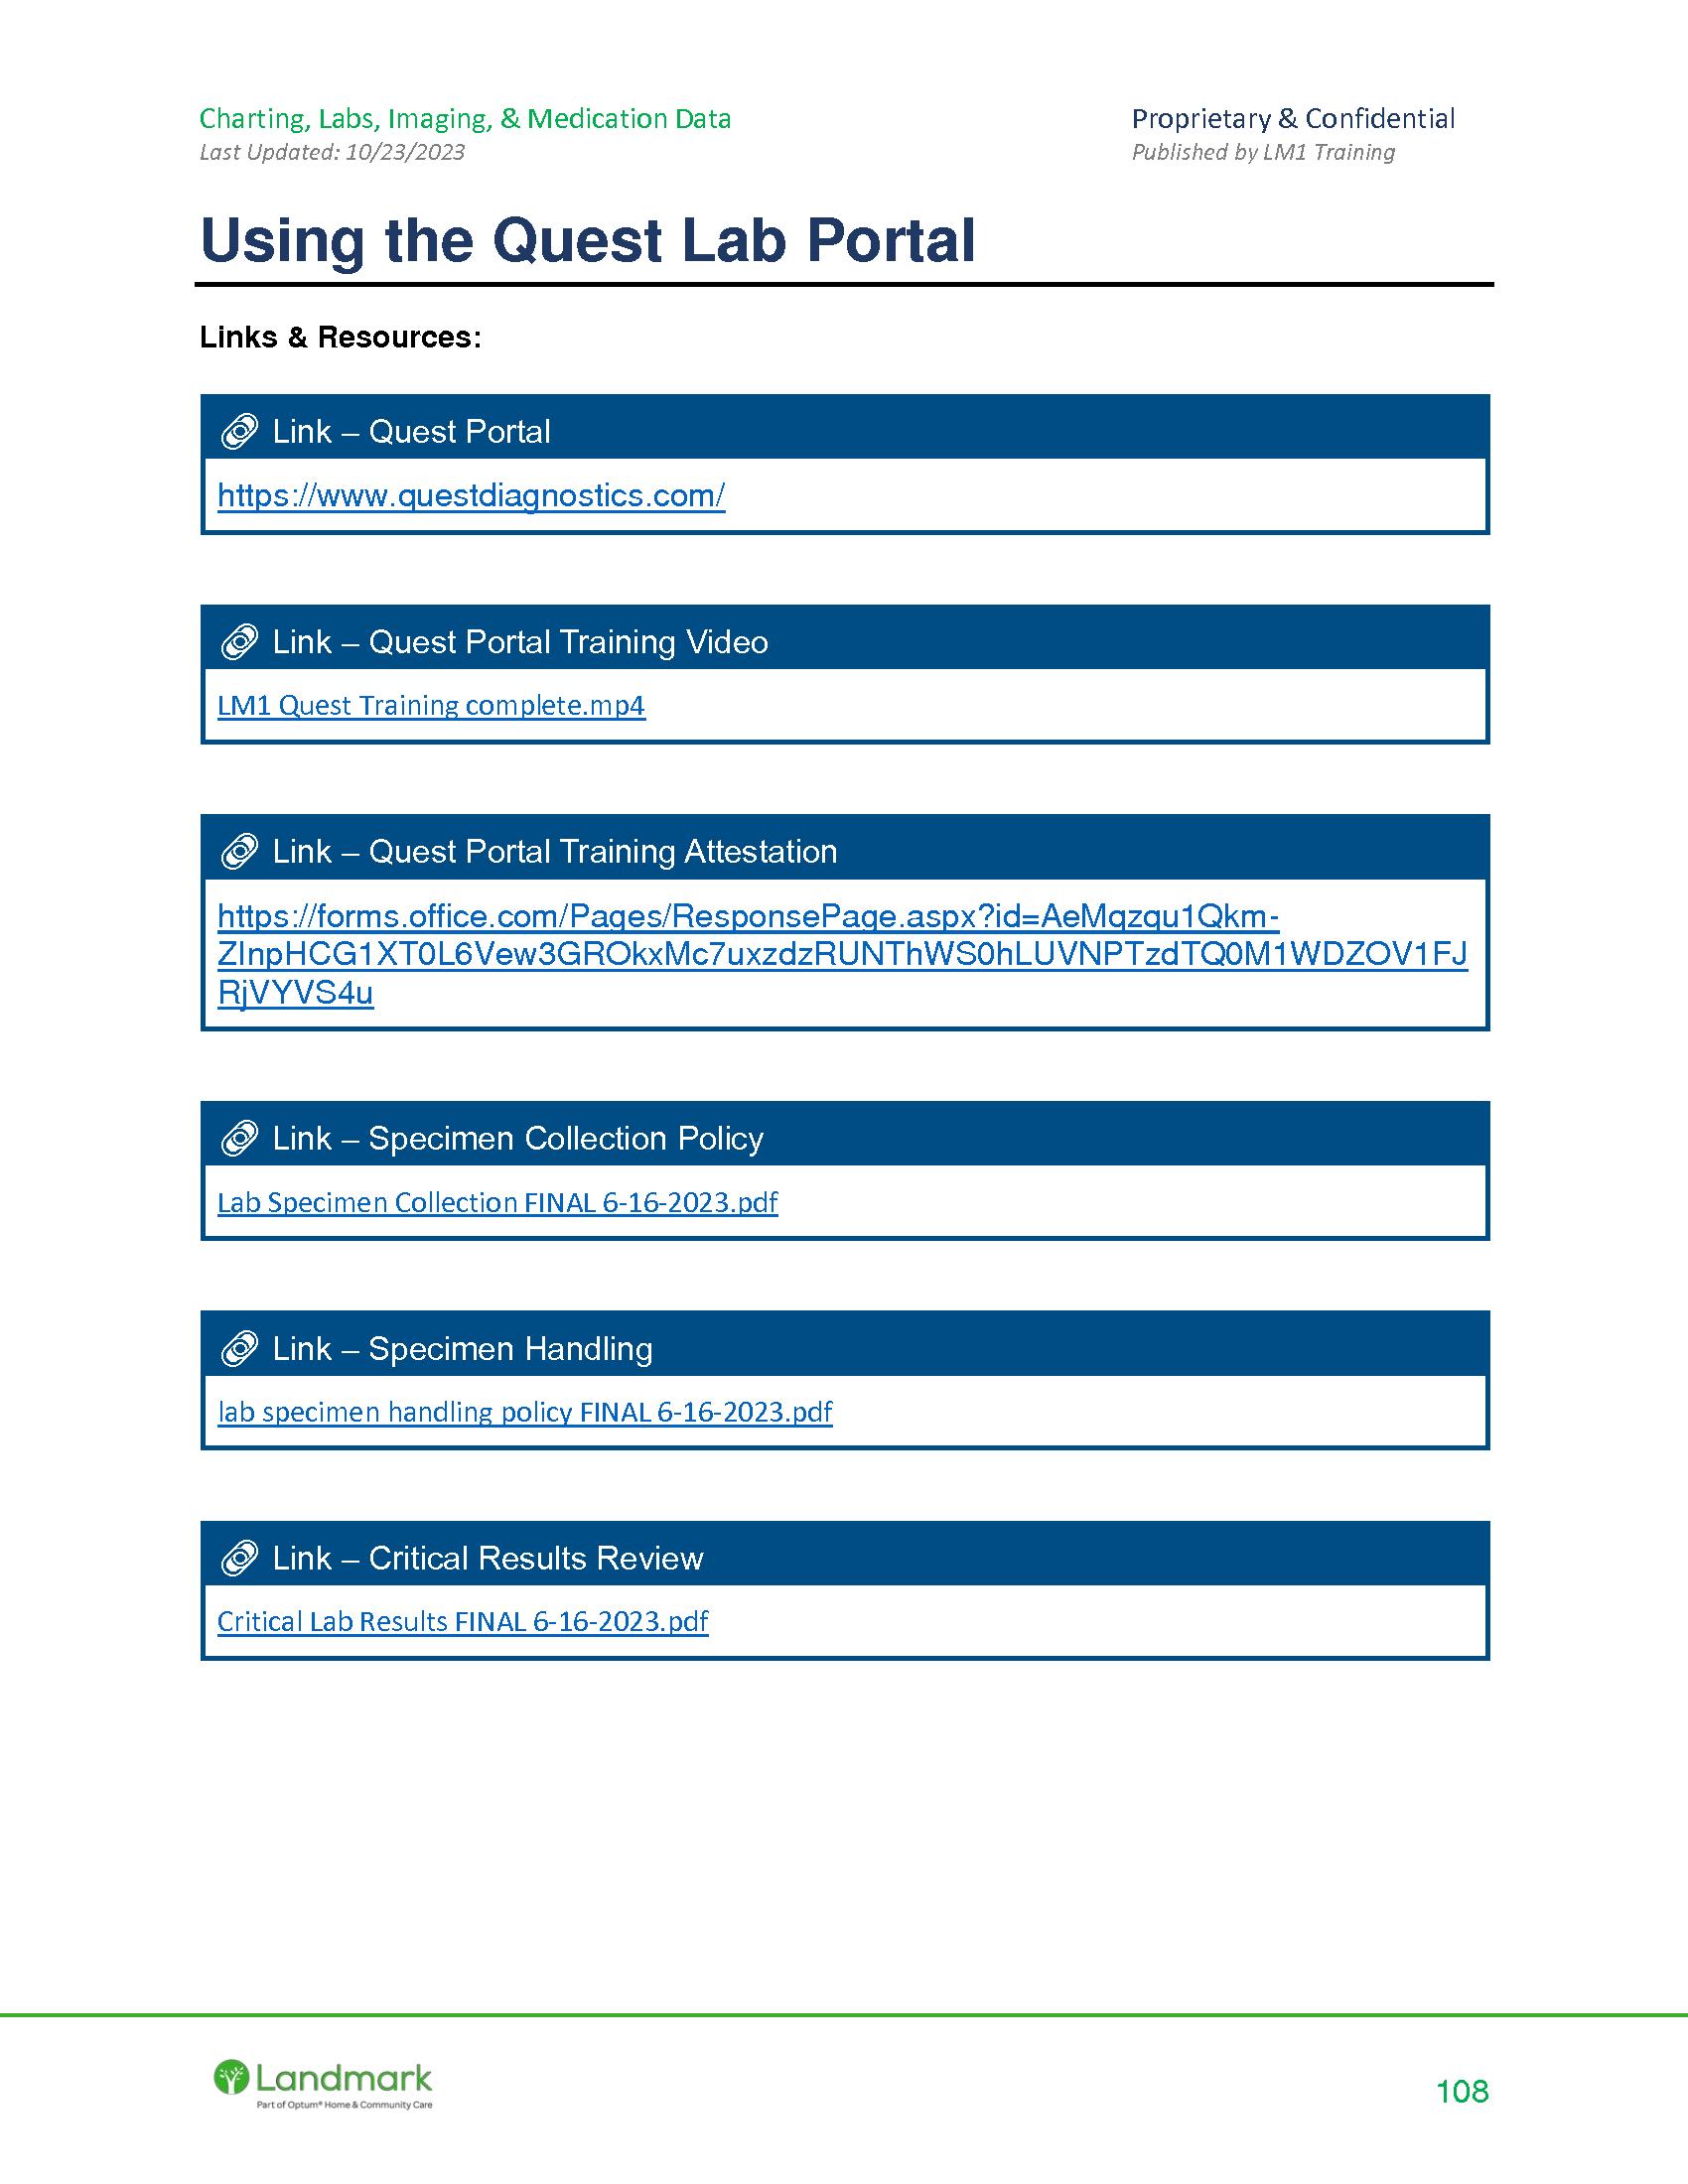 Charting, Labs, Imaging, & Medication Data
Proprietary & Confidential
Last Updated: 10/23/2023
Published by LM1 Training
Using the Quest Lab Portal
Links & Resources:
Link – Quest Portal
https://www.questdiagnostics.com/
Link – Quest Portal Training Video
LM1 Quest Training complete.mp4
Link – Quest Portal Training Attestation
https://forms.office.com/Pages/ResponsePage.aspx?id=AeMqzqu1Qkm-
ZInpHCG1XT0L6Vew3GROkxMc7uxzdzRUNThWS0hLUVNPTzdTQ0M1WDZOV1FJ
RjVYVS4u
Link – Specimen Collection Policy
Lab Specimen Collection FINAL 6-16-2023.pdf
Link – Specimen Handling
lab specimen handling policy FINAL 6-16-2023.pdf
Link – Critical Results Review
Critical Lab Results FINAL 6-16-2023.pdf
Landmark
Part of Optum® Home & Community Care
108